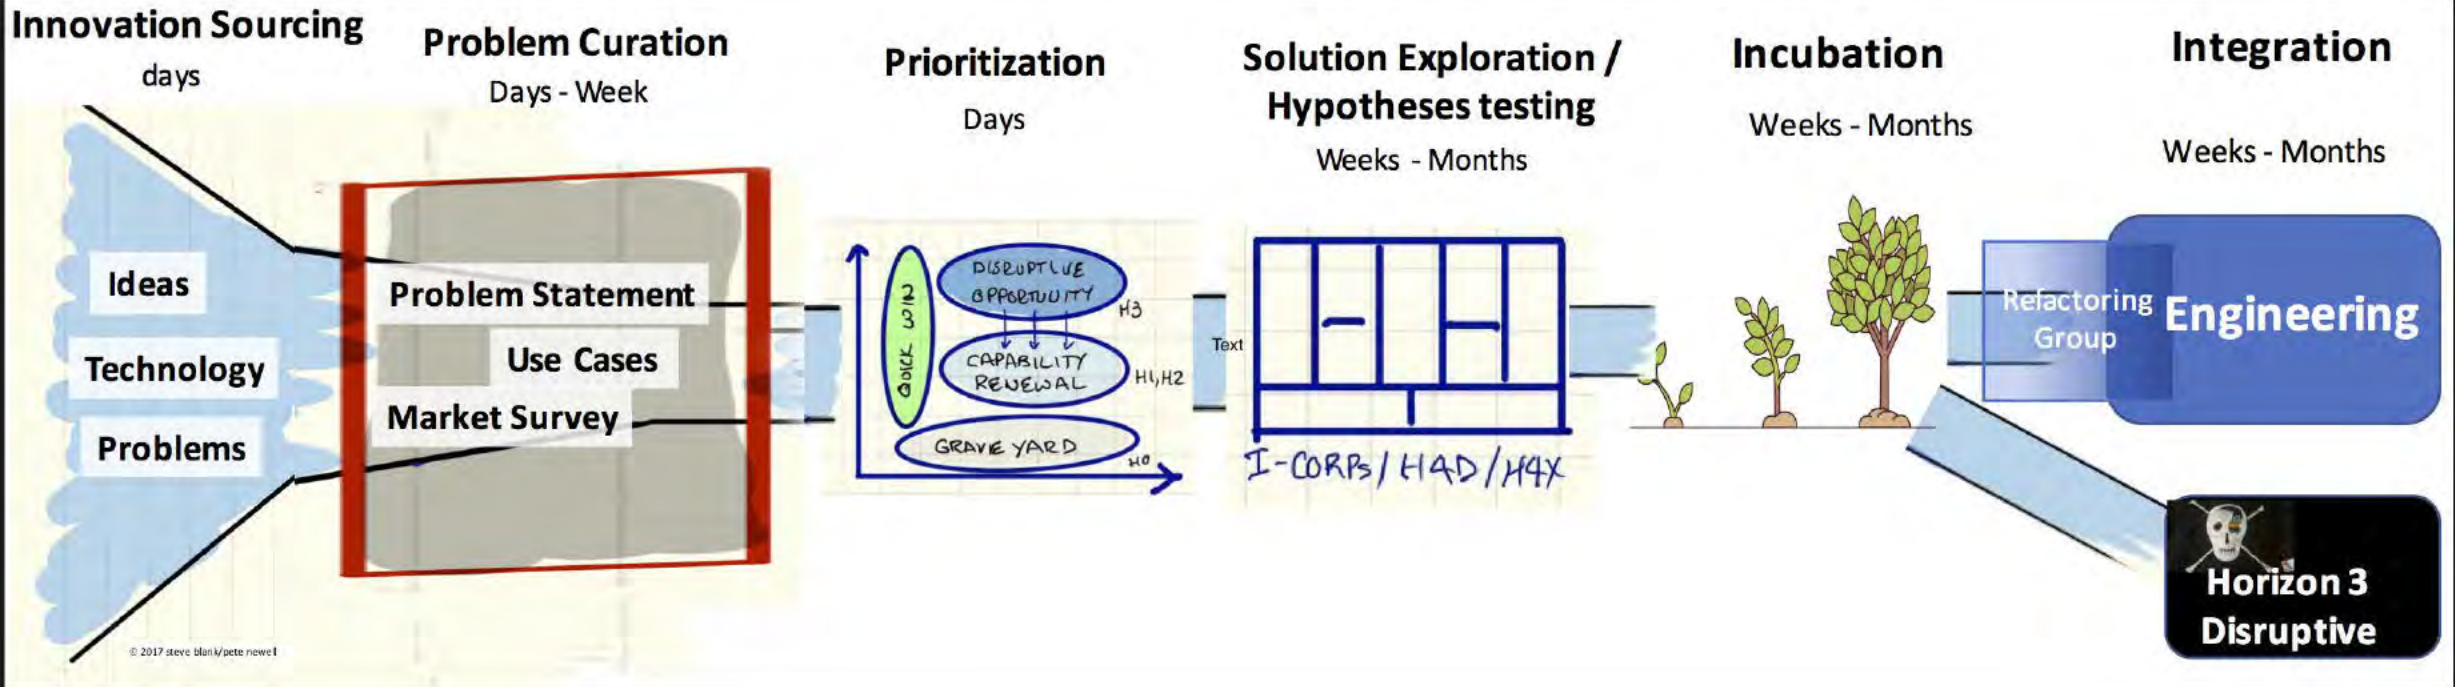 Innovation Sourcing
days
Problem Curation
Days - Week
Prioritization
Days
Solution Exploration /
Hypotheses testing
Weeks - Months
Incubation
Weeks - Months
Integration
Weeks - Months
Ideas
Technology
Problems
Problem Statement
Use Cases
Market Survey
QUICK WIN
DISRUPTIVE
OPPORTUUITY
H3
CAPABILITY
RENEWAL
H1,H2
GRAVE YARD
H0
Text
I-CORPs/H4D/H4X
Refactoring
Group
Engineering
Horizon 3
Disruptive
© 2017 steve blank/pete newell